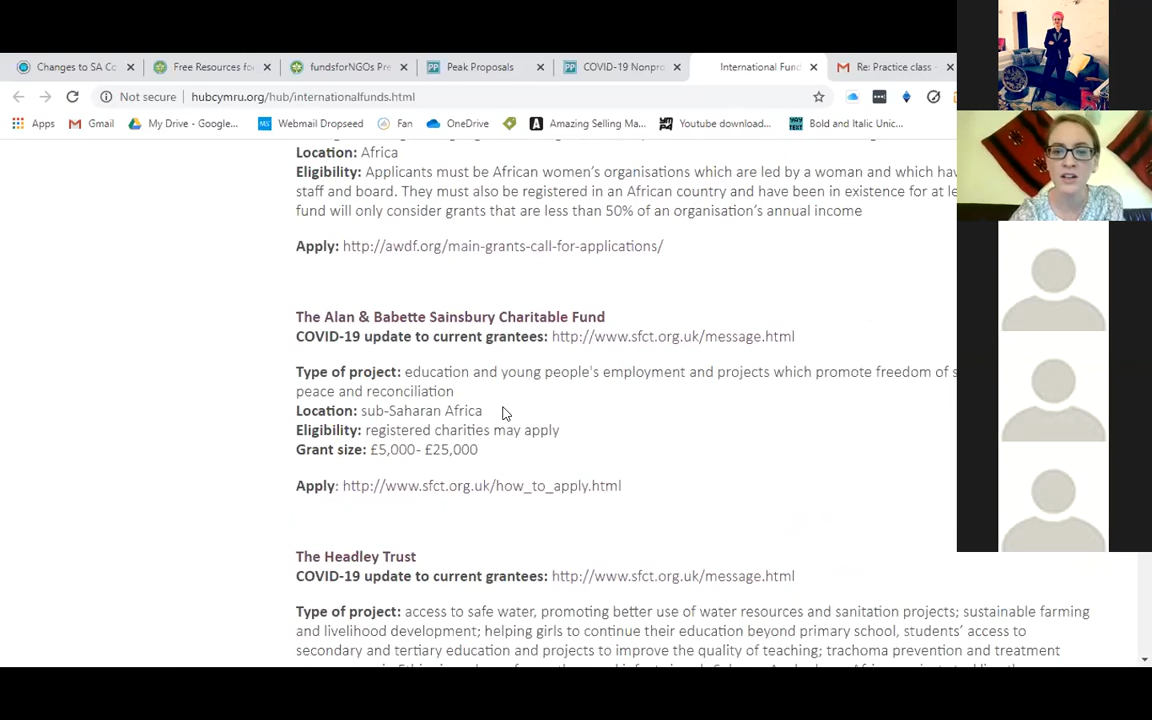 Changes to SA Co
Free Resources fo
fundsforNGOs Pre
Peak Proposals
COVID-19 Nonpro
International Fund
Re: Practice class
Not secure
hubcymru.org/hub/internationalfunds.html
Apps
Gmail
My Drive - Google...
Webmail Dropseed
Fan
OneDrive
Amazing Selling Ma...
Youtube download...
Bold and Italic Unic...
Location: Africa
Eligibility: Applicants must be African women's organisations which are led by a woman and which hav
staff and board. They must also be registered in an African country and have been in existence for at le
fund will only consider grants that are less than 50% of an organisation's annual income
Apply: http://awdf.org/main-grants-call-for-applications/
The Alan & Babette Sainsbury Charitable Fund
COVID-19 update to current grantees: http://www.sfct.org.uk/message.html
Type of project: education and young people's employment and projects which promote freedom of s
peace and reconciliation
Location: sub-Saharan Africa
Eligibility: registered charities may apply
Grant size: £5,000- £25,000
Apply: http://www.sfct.org.uk/how_to_apply.html
The Headley Trust
COVID-19 update to current grantees: http://www.sfct.org.uk/message.html
Type of project: access to safe water, promoting better use of water resources and sanitation projects; sustainable farming
and livelihood development; helping girls to continue their education beyond primary school, students' access to
secondary and tertiary education and projects to improve the quality of teaching; trachoma prevention and treatment